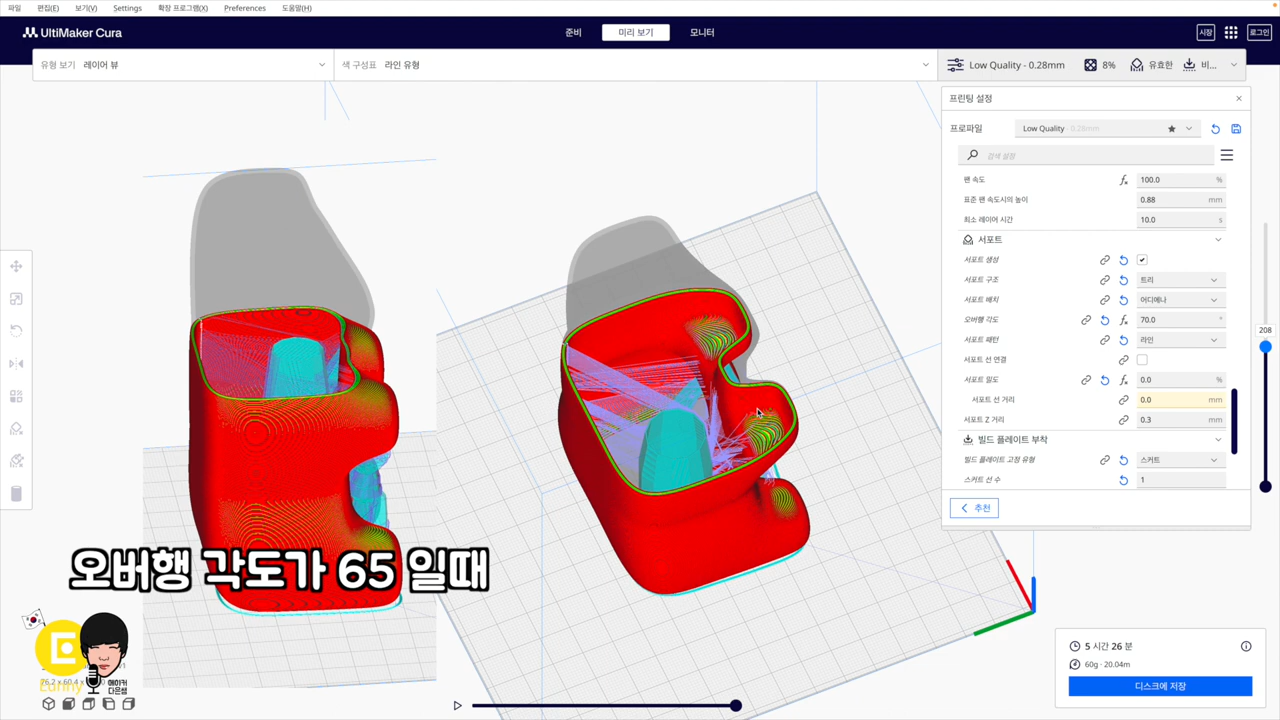 파일 편집(E) 보기(V) Settings 확장 프로그램(X) Preferences 도움말(H)
UltiMaker Cura 준비 미리 보기 모니터 시장 로그인
유형 보기 레이어 뷰 색 구성표 라인 유형 Low Quality - 0.28mm 8% 유효한 비...
프린팅 설정
프로파일 Low Quality - 0.28mm
검색 설정
팬 속도 100.0 %
표준 팬 속도시의 높이 0.88 mm
최소 레이어 시간 10.0 s
서포트
서포트 생성
서포트 구조 트리
서포트 배치 어디에나
오버행 각도 70.0 °
서포트 패턴 라인
서포트 선 연결
서포트 밀도 0.0 %
서포트 선 거리 0.0 mm
서포트 Z 거리 0.3 mm
빌드 플레이트 부착
빌드 플레이트 고정 유형 스커트
스커트 선 수 1
추천
208
오버행 각도가 65 일때
메이커
다은쌤
5 시간 26 분
60g · 20.04m
디스크에 저장